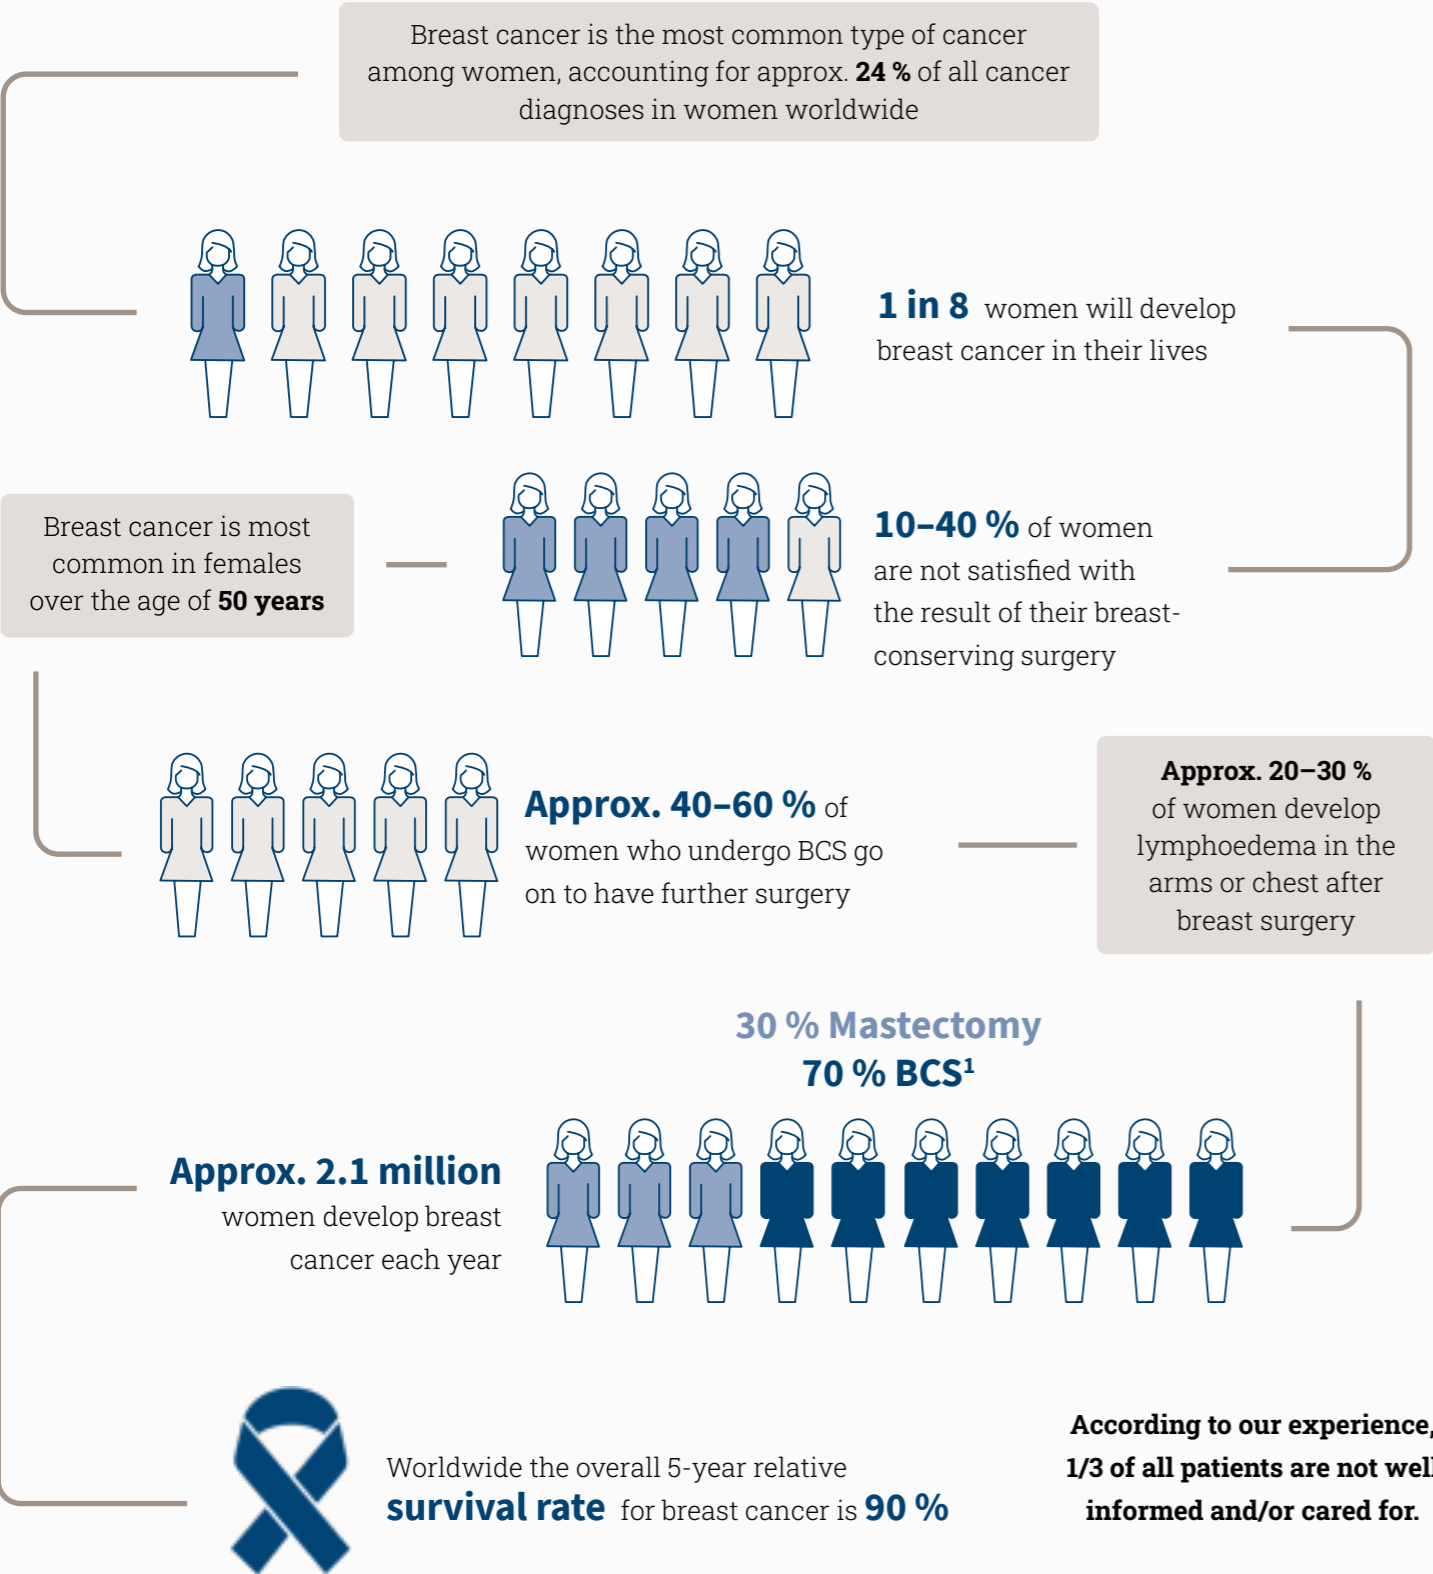 Breast cancer is the most common type of cancer
among women, accounting for approx. 24 % of all cancer
diagnoses in women worldwide
1 in 8 women will develop
breast cancer in their lives
Breast cancer is most
common in females
over the age of 50 years
10–40 % of women
are not satisfied with
the result of their breast-
conserving surgery
Approx. 40–60 % of
women who undergo BCS go
on to have further surgery
Approx. 20–30 %
of women develop
lymphoedema in the
arms or chest after
breast surgery
30 % Mastectomy
70 % BCS¹
Approx. 2.1 million
women develop breast
cancer each year
Worldwide the overall 5-year relative
survival rate for breast cancer is 90 %
According to our experience,
1/3 of all patients are not well
informed and/or cared for.